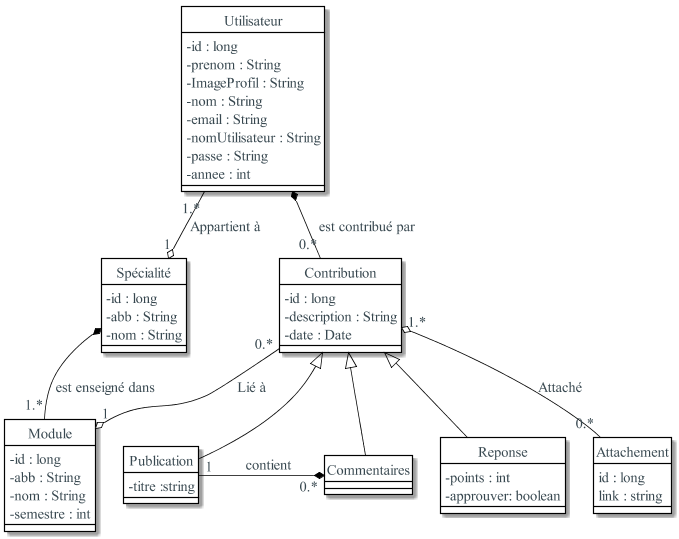 Utilisateur
-id : long
-prenom : String
-ImageProfil : String
-nom : String
-email : String
-nomUtilisateur : String
-passe : String
-annee : int
1.*
Appartient à
1
est contribué par
0.*
Spécialité
-id : long
-abb : String
-nom : String
Contribution
-id : long
-description : String
-date : Date
1.*
0.*
est enseigné dans
1.*
1
Lié à
Attaché
0.*
Module
-id : long
-abb : String
-nom : String
-semestre : int
Publication
-titre :string
1
contient
0.*
Commentaires
Reponse
-points : int
-approuver: boolean
Attachement
id : long
link : string